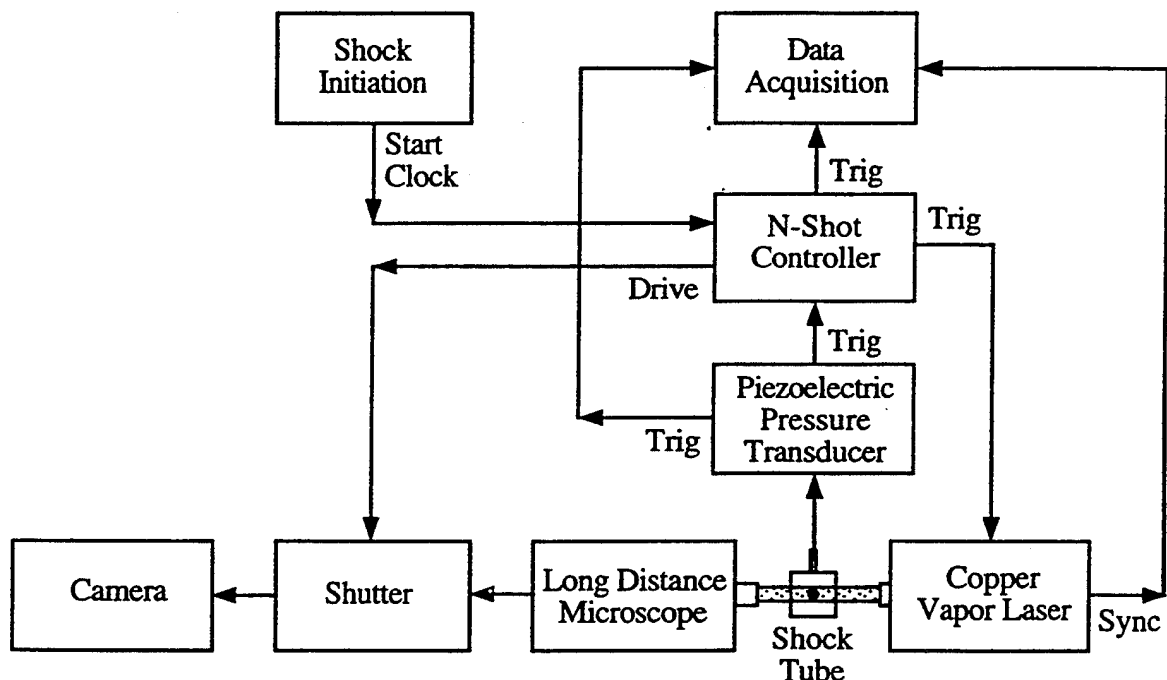 Shock
Initiation
Data
Acquisition
Start
Clock
Trig
N-Shot
Controller
Trig
Drive
Trig
Piezoelectric
Pressure
Transducer
Trig
Camera
Shutter
Long Distance
Microscope
Copper
Vapor Laser
Sync
Shock
Tube